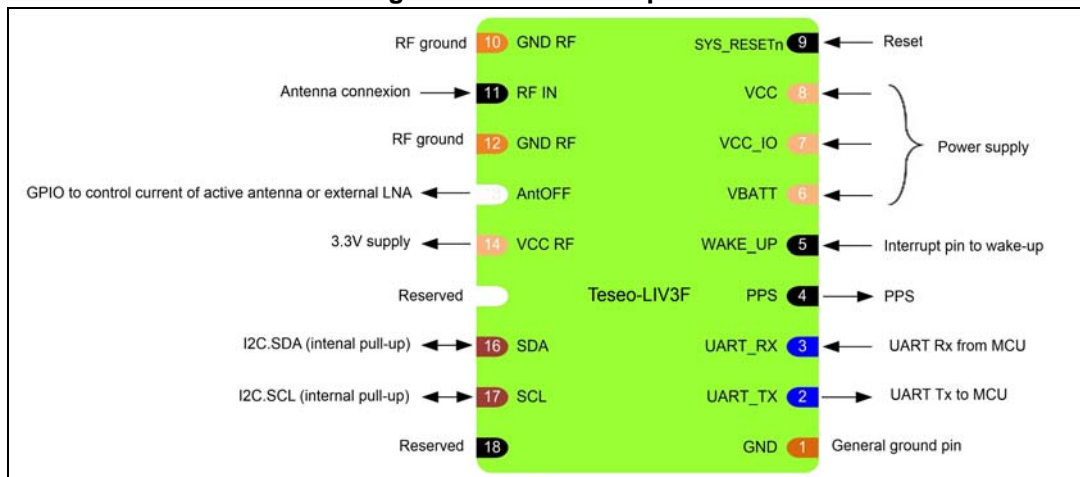 RF ground 10 GND RF SYS_RESETn 9 Reset
Antenna connexion 11 RF IN VCC 8
RF ground 12 GND RF VCC_IO 7 Power supply
GPIO to control current of active antenna or external LNA AntOFF VBATT 6
3.3V supply 14 VCC RF WAKE_UP 5 Interrupt pin to wake-up
Reserved Teseo-LIV3F PPS 4 PPS
I2C.SDA (intenal pull-up) 16 SDA UART_RX 3 UART Rx from MCU
I2C.SCL (internal pull-up) 17 SCL UART_TX 2 UART Tx to MCU
Reserved 18 GND 1 General ground pin